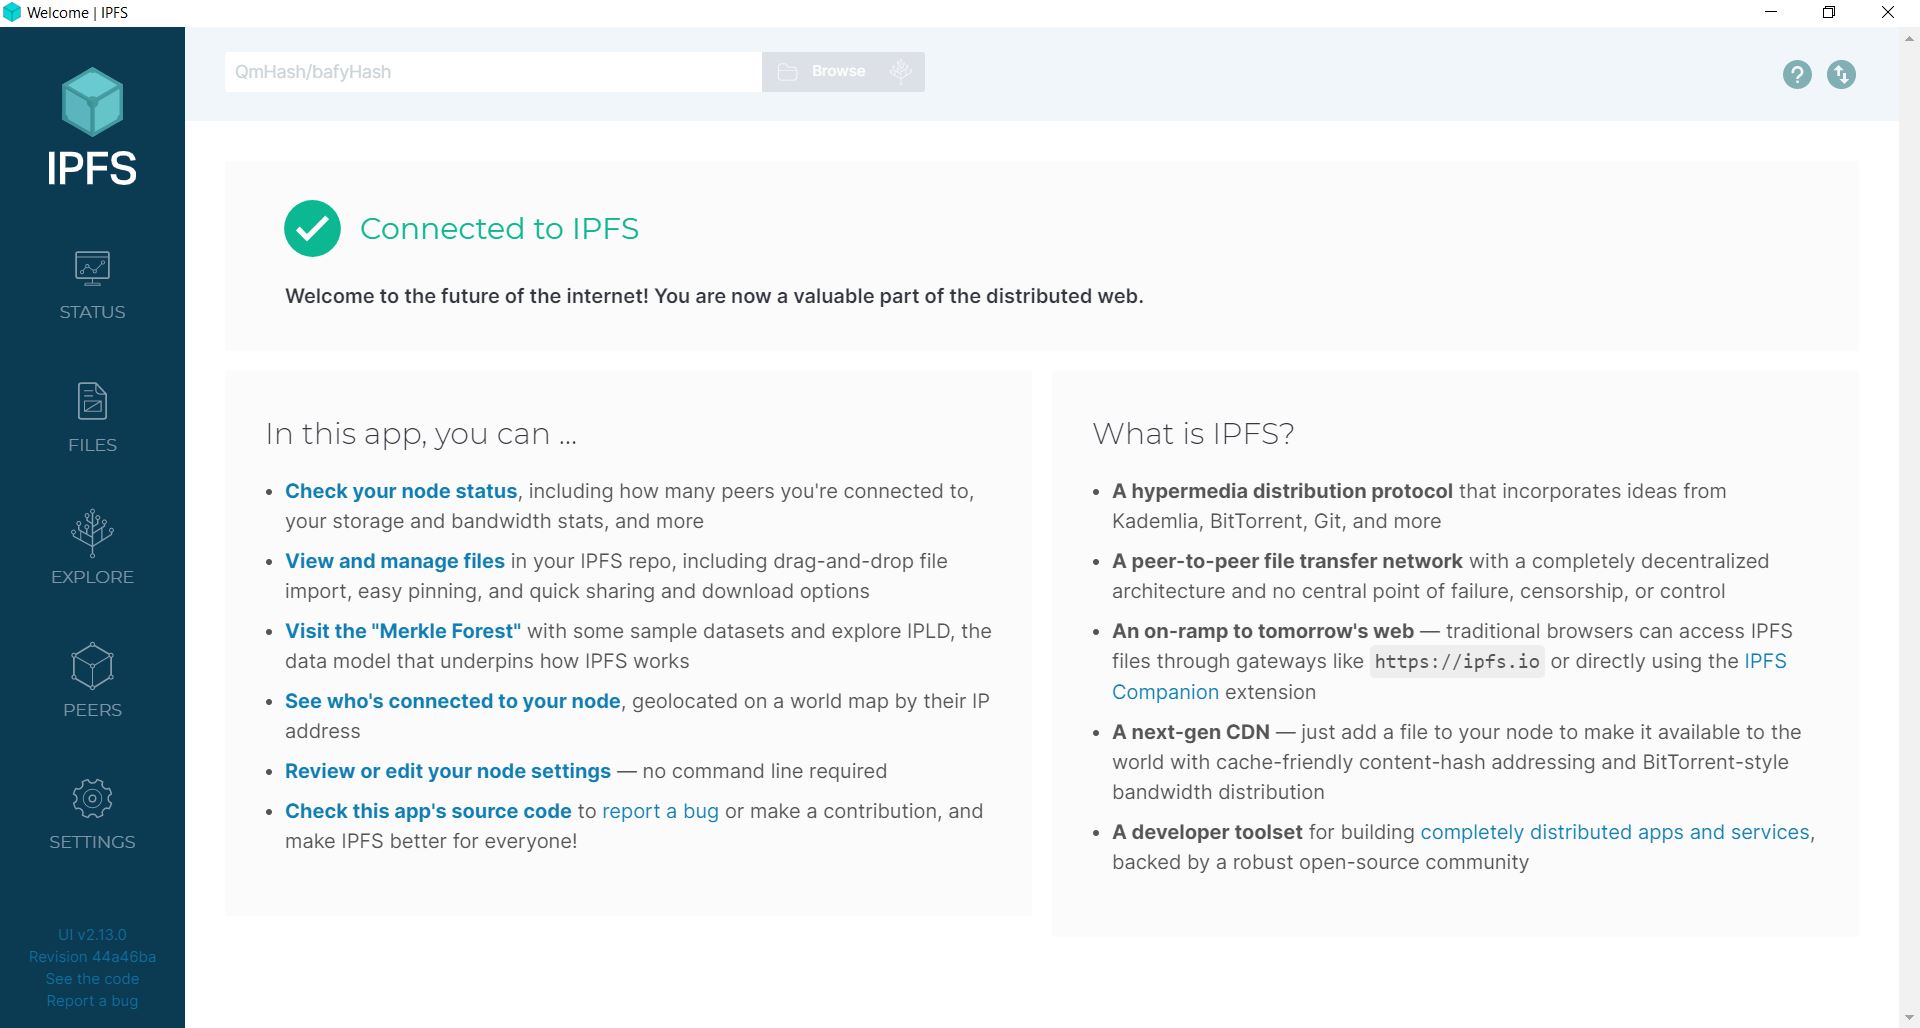 Welcome | IPFS
QmHash/bafyHash
Browse
?
IPFS
STATUS
FILES
EXPLORE
PEERS
SETTINGS
UI v2.13.0
Revision 44a46ba
See the code
Report a bug
Connected to IPFS
Welcome to the future of the internet! You are now a valuable part of the distributed web.
In this app, you can ...
• Check your node status, including how many peers you're connected to,
your storage and bandwidth stats, and more
• View and manage files in your IPFS repo, including drag-and-drop file
import, easy pinning, and quick sharing and download options
• Visit the "Merkle Forest" with some sample datasets and explore IPLD, the
data model that underpins how IPFS works
• See who's connected to your node, geolocated on a world map by their IP
address
• Review or edit your node settings — no command line required
• Check this app's source code to report a bug or make a contribution, and
make IPFS better for everyone!
What is IPFS?
• A hypermedia distribution protocol that incorporates ideas from
Kademlia, BitTorrent, Git, and more
• A peer-to-peer file transfer network with a completely decentralized
architecture and no central point of failure, censorship, or control
• An on-ramp to tomorrow's web — traditional browsers can access IPFS
files through gateways like https://ipfs.io or directly using the IPFS
Companion extension
• A next-gen CDN — just add a file to your node to make it available to the
world with cache-friendly content-hash addressing and BitTorrent-style
bandwidth distribution
• A developer toolset for building completely distributed apps and services,
backed by a robust open-source community